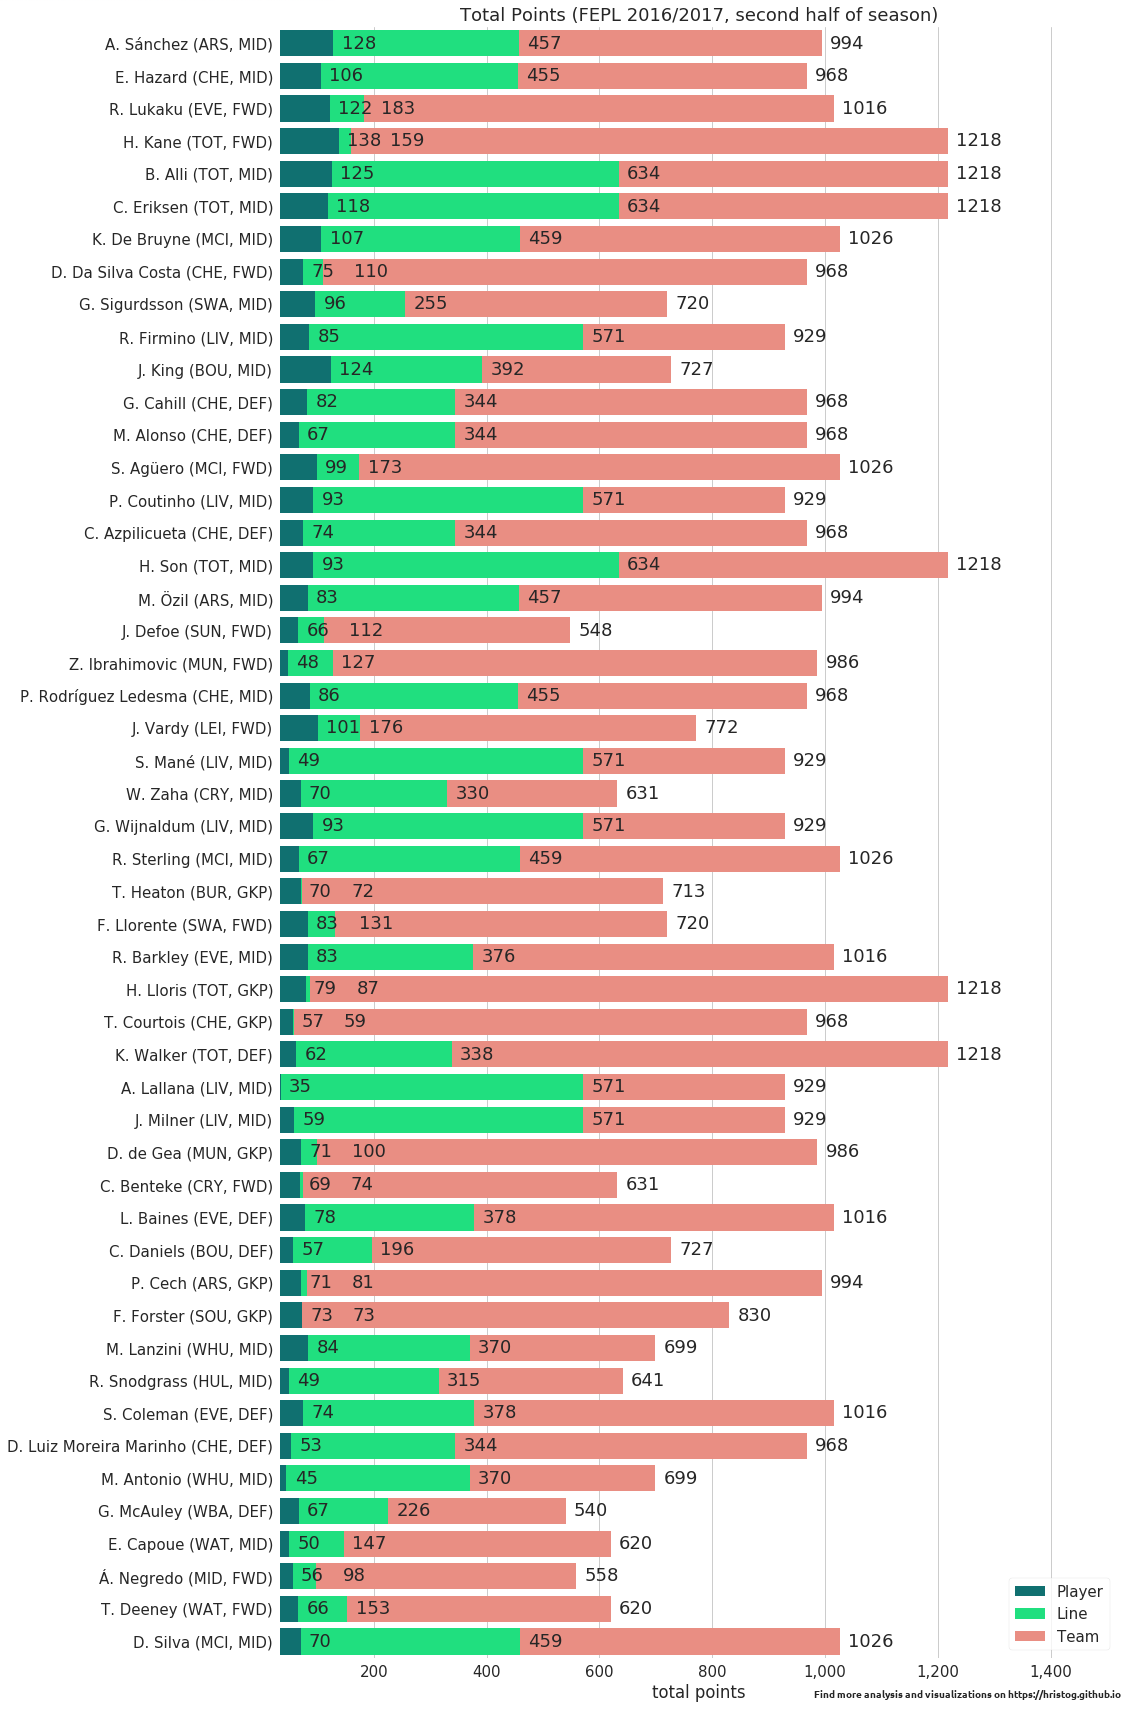 Total Points (FEPL 2016/2017, second half of season)
A. Sánchez (ARS, MID) 128 457 994
E. Hazard (CHE, MID) 106 455 968
R. Lukaku (EVE, FWD) 122 183 1016
H. Kane (TOT, FWD) 138 159 1218
B. Alli (TOT, MID) 125 634 1218
C. Eriksen (TOT, MID) 118 634 1218
K. De Bruyne (MCI, MID) 107 459 1026
D. Da Silva Costa (CHE, FWD) 75 110 968
G. Sigurdsson (SWA, MID) 96 255 720
R. Firmino (LIV, MID) 85 571 929
J. King (BOU, MID) 124 392 727
G. Cahill (CHE, DEF) 82 344 968
M. Alonso (CHE, DEF) 67 344 968
S. Agüero (MCI, FWD) 99 173 1026
P. Coutinho (LIV, MID) 93 571 929
C. Azpilicueta (CHE, DEF) 74 344 968
H. Son (TOT, MID) 93 634 1218
M. Özil (ARS, MID) 83 457 994
J. Defoe (SUN, FWD) 66 112 548
Z. Ibrahimovic (MUN, FWD) 48 127 986
P. Rodríguez Ledesma (CHE, MID) 86 455 968
J. Vardy (LEI, FWD) 101 176 772
S. Mané (LIV, MID) 49 571 929
W. Zaha (CRY, MID) 70 330 631
G. Wijnaldum (LIV, MID) 93 571 929
R. Sterling (MCI, MID) 67 459 1026
T. Heaton (BUR, GKP) 70 72 713
F. Llorente (SWA, FWD) 83 131 720
R. Barkley (EVE, MID) 83 376 1016
H. Lloris (TOT, GKP) 79 87 1218
T. Courtois (CHE, GKP) 57 59 968
K. Walker (TOT, DEF) 62 338 1218
A. Lallana (LIV, MID) 35 571 929
J. Milner (LIV, MID) 59 571 929
D. de Gea (MUN, GKP) 71 100 986
C. Benteke (CRY, FWD) 69 74 631
L. Baines (EVE, DEF) 78 378 1016
C. Daniels (BOU, DEF) 57 196 727
P. Cech (ARS, GKP) 71 81 994
F. Forster (SOU, GKP) 73 73 830
M. Lanzini (WHU, MID) 84 370 699
R. Snodgrass (HUL, MID) 49 315 641
S. Coleman (EVE, DEF) 74 378 1016
D. Luiz Moreira Marinho (CHE, DEF) 53 344 968
M. Antonio (WHU, MID) 45 370 699
G. McAuley (WBA, DEF) 67 226 540
E. Capoue (WAT, MID) 50 147 620
Á. Negredo (MID, FWD) 56 98 558
T. Deeney (WAT, FWD) 66 153 620
D. Silva (MCI, MID) 70 459 1026
Player
Line
Team
200 400 600 800 1,000 1,200 1,400
total points
Find more analysis and visualizations on https://hristog.github.io